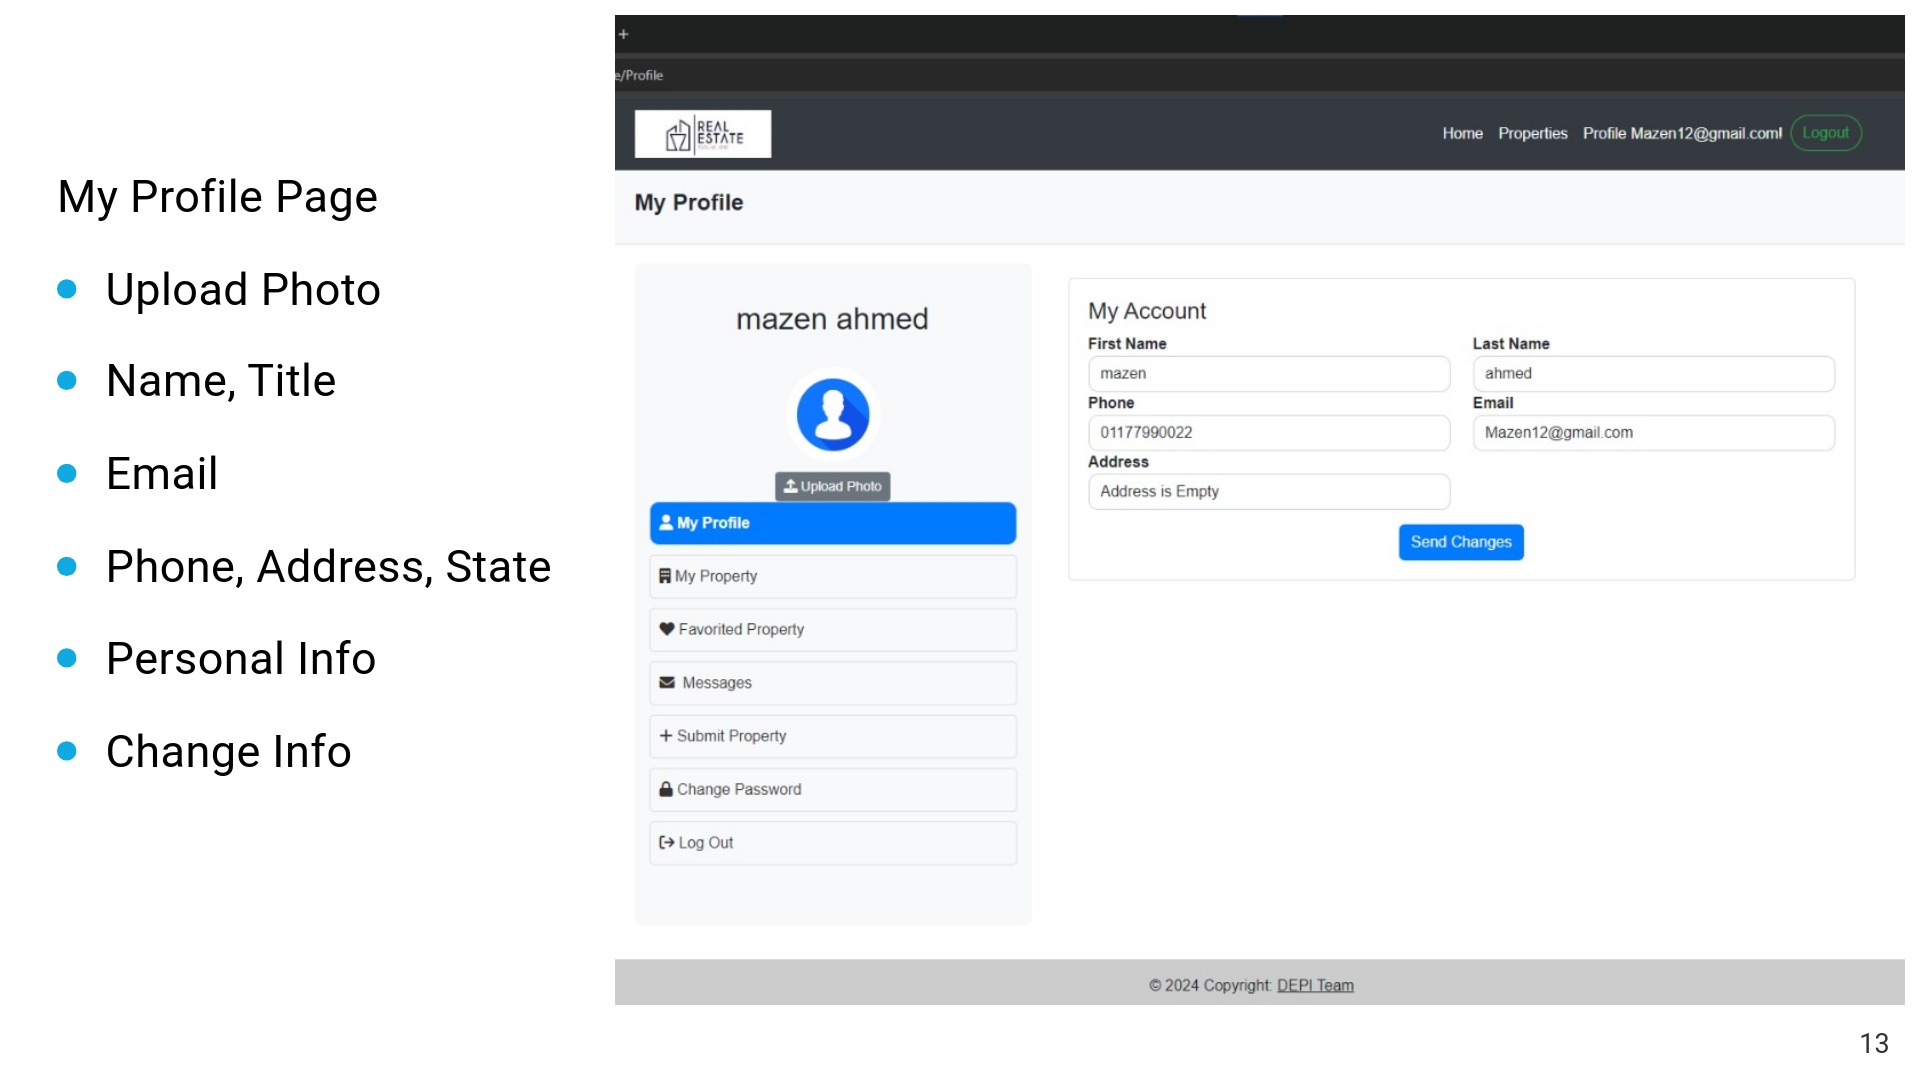 My Profile Page
Upload Photo
Name, Title
Email
Phone, Address, State
Personal Info
Change Info
+
e/Profile
REAL
ESTATE
Home Properties Profile Mazen12@gmail.com! Logout
My Profile
mazen ahmed
Upload Photo
My Profile
My Property
Favorited Property
Messages
Submit Property
Change Password
Log Out
My Account
First Name Last Name
mazen ahmed
Phone Email
01177990022 Mazen12@gmail.com
Address
Address is Empty
Send Changes
© 2024 Copyright: DEPI Team
13